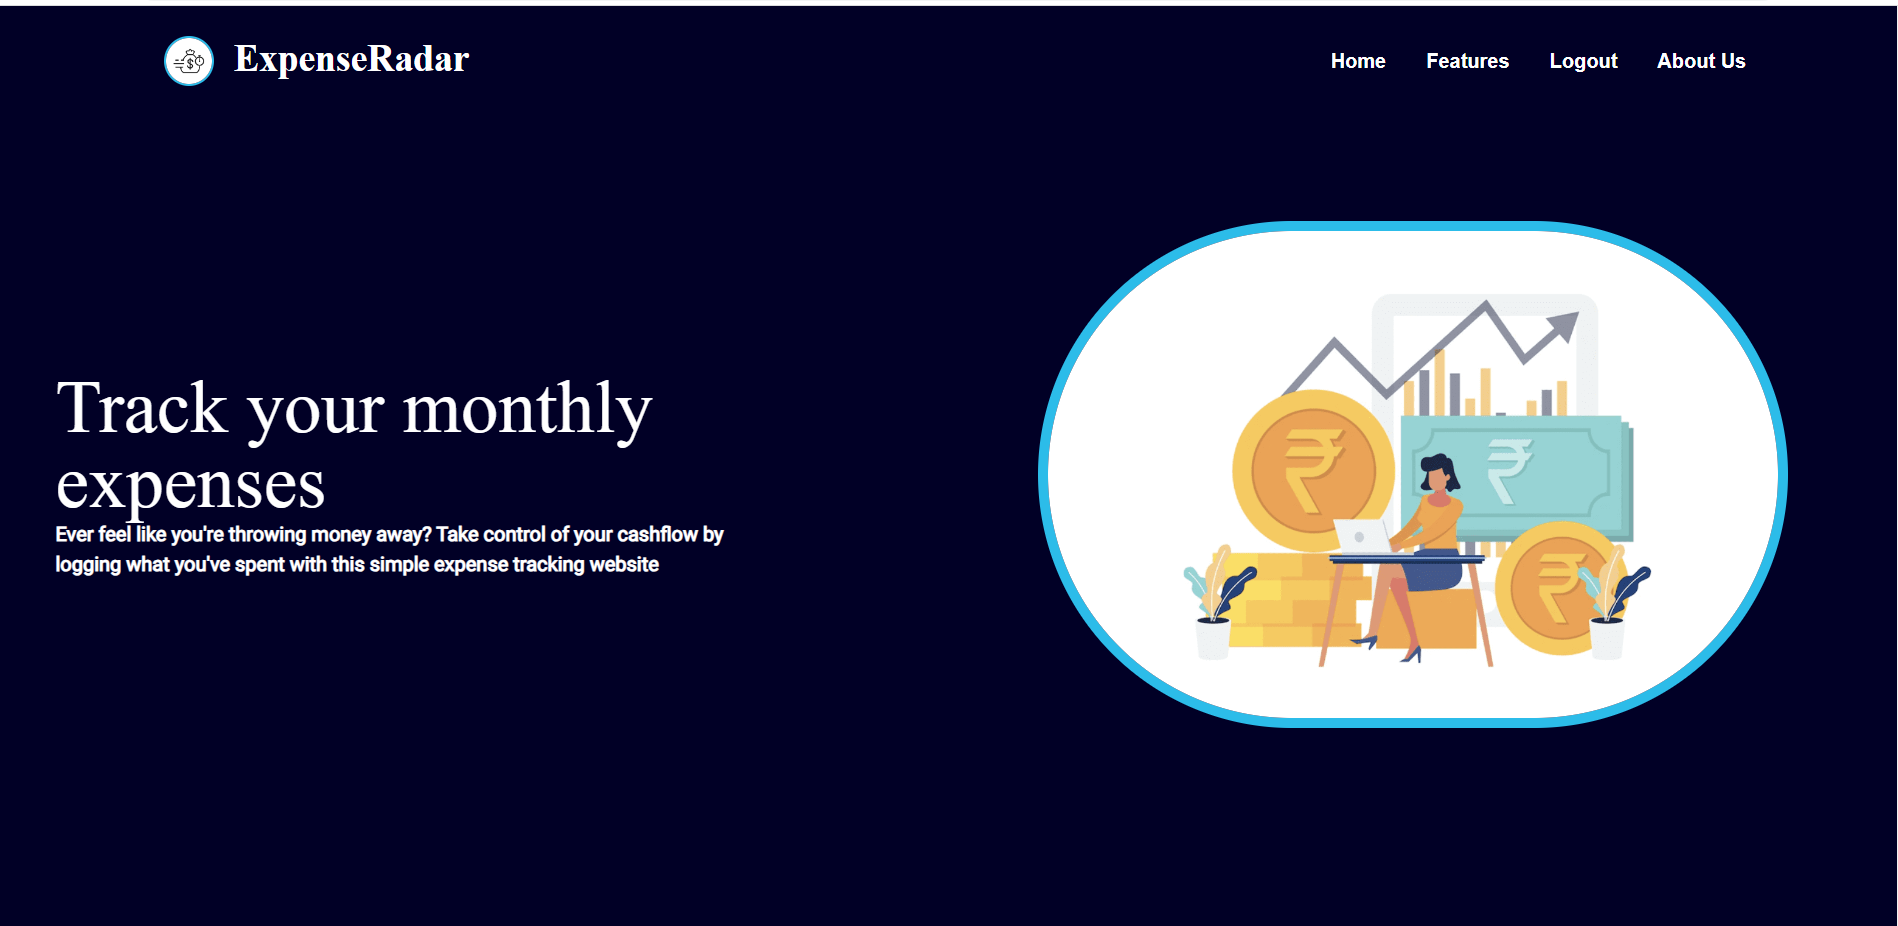 ExpenseRadar
Home Features Logout About Us
Track your monthly
expenses
Ever feel like you're throwing money away? Take control of your cashflow by
logging what you've spent with this simple expense tracking website
$
₹
₹
₹